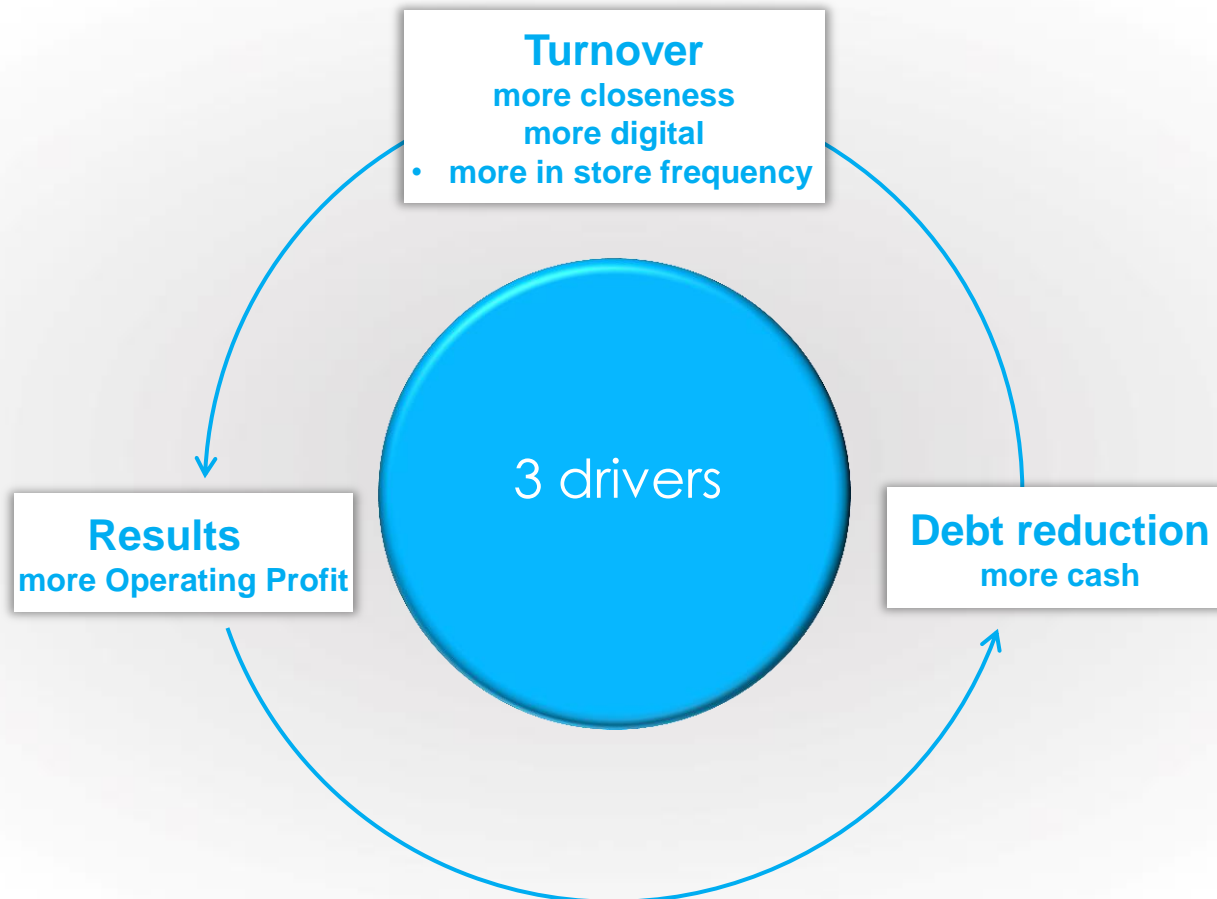 Turnover
more closeness
more digital
• more in store frequency
3 drivers
Results
more Operating Profit
Debt reduction
more cash